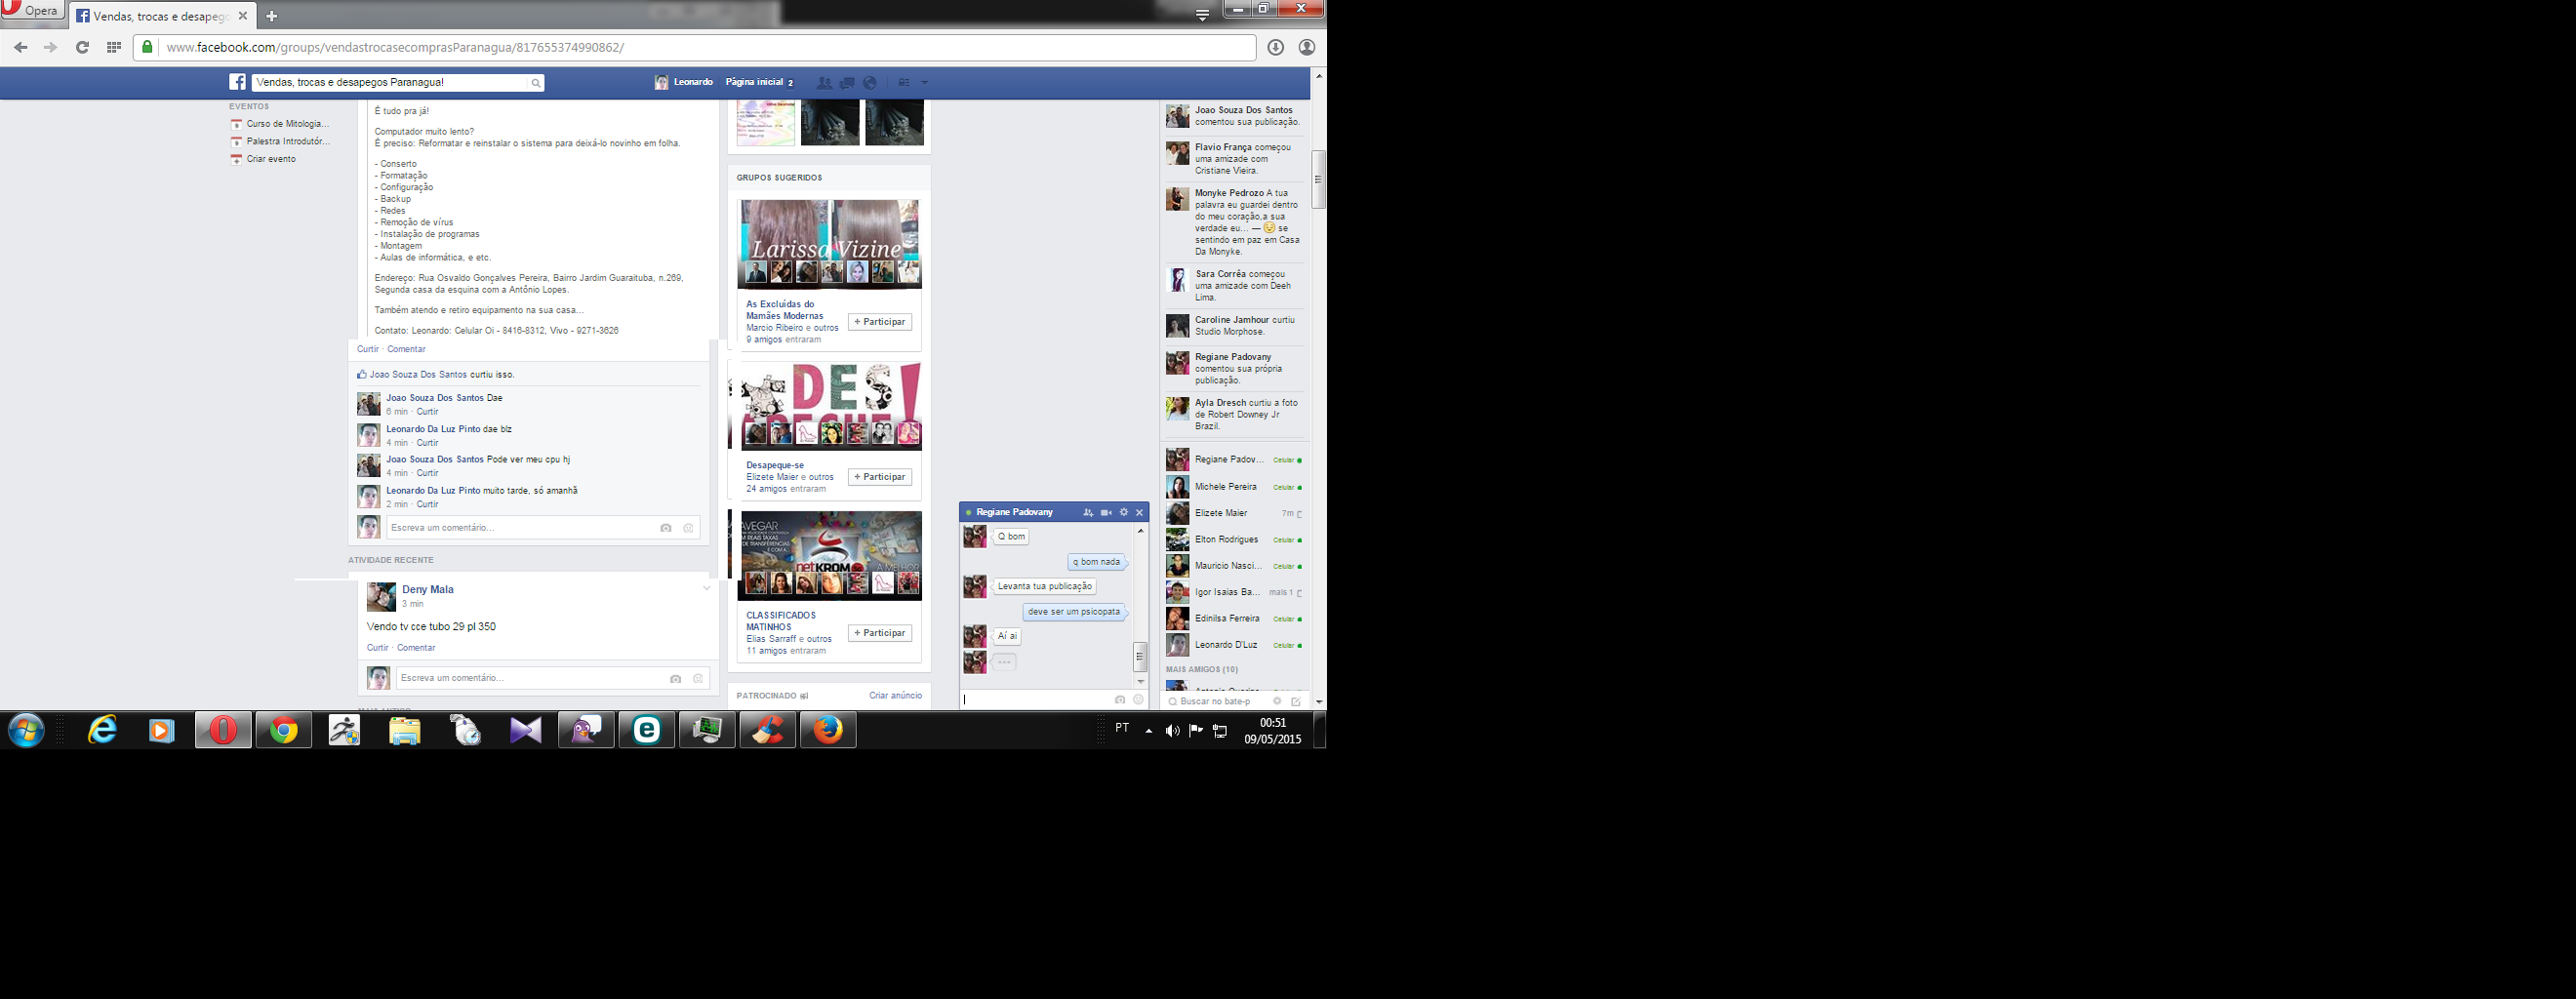 Opera
Vendas, trocas e desapego
www.facebook.com/groups/vendastrocasecomprasParanagua/817655374990862/
Vendas, trocas e desapegos Paranagua!
Leonardo
Página inicial 2
EVENTOS
Curso de Mitologia...
Palestra Introdutór...
Criar evento
É tudo pra já!
Computador muito lento?
É preciso: Reformatar e reinstalar o sistema para deixá-lo novinho em folha.
- Conserto
- Formatação
- Configuração
- Backup
- Redes
- Remoção de vírus
- Instalação de programas
- Montagem
- Aulas de informática, e etc.
Endereço: Rua Osvaldo Gonçalves Pereira, Bairro Jardim Guaraituba, n.269,
Segunda casa da esquina com a Antônio Lopes.
Também atendo e retiro equipamento na sua casa...
Contato: Leonardo: Celular Oi - 8416-8312, Vivo - 9271-3626
Curtir · Comentar
Joao Souza Dos Santos curtiu isso.
Joao Souza Dos Santos Dae
6 min · Curtir
Leonardo Da Luz Pinto dae blz
4 min · Curtir
Joao Souza Dos Santos Pode ver meu cpu hj
4 min · Curtir
Leonardo Da Luz Pinto muito tarde, só amanhã
2 min · Curtir
Escreva um comentário...
ATIVIDADE RECENTE
Deny Mala
3 min
Vendo tv cce tubo 29 pl 350
Curtir · Comentar
Escreva um comentário...
GRUPOS SUGERIDOS
Larissa Vizine
As Excluídas do
Mamães Modernas
Marcio Ribeiro e outros
9 amigos entraram
+ Participar
DES
!
Desapeque-se
Elizete Maier e outros
24 amigos entraram
+ Participar
AVEGAR
netKROM
A MELHOR
CLASSIFICADOS
MATINHOS
Elias Sarraff e outros
11 amigos entraram
+ Participar
PATROCINADO
Criar anúncio
Regiane Padovany
Q bom
q bom nada
Levanta tua publicação
deve ser um psicopata
Aí ai
Joao Souza Dos Santos
comentou sua publicação.
Flavio França começou
uma amizade com
Cristiane Vieira.
Monyke Pedrozo A tua
palavra eu guardei dentro
do meu coração,a sua
verdade eu... — se
sentindo em paz em Casa
Da Monyke.
Sara Corrêa começou
uma amizade com Deeh
Lima.
Caroline Jamhour curtiu
Studio Morphose.
Regiane Padovany
comentou sua própria
publicação.
Ayla Dresch curtiu a foto
de Robert Downey Jr
Brazil.
Regiane Padov... Celular
Michele Pereira Celular
Elizete Maier 7m
Elton Rodrigues Celular
Mauricio Nasci... Celular
Igor Isaias Ba... mais 1
Edinilsa Ferreira Celular
Leonardo D'Luz Celular
MAIS AMIGOS (10)
Buscar no bate-p
PT
00:51
09/05/2015